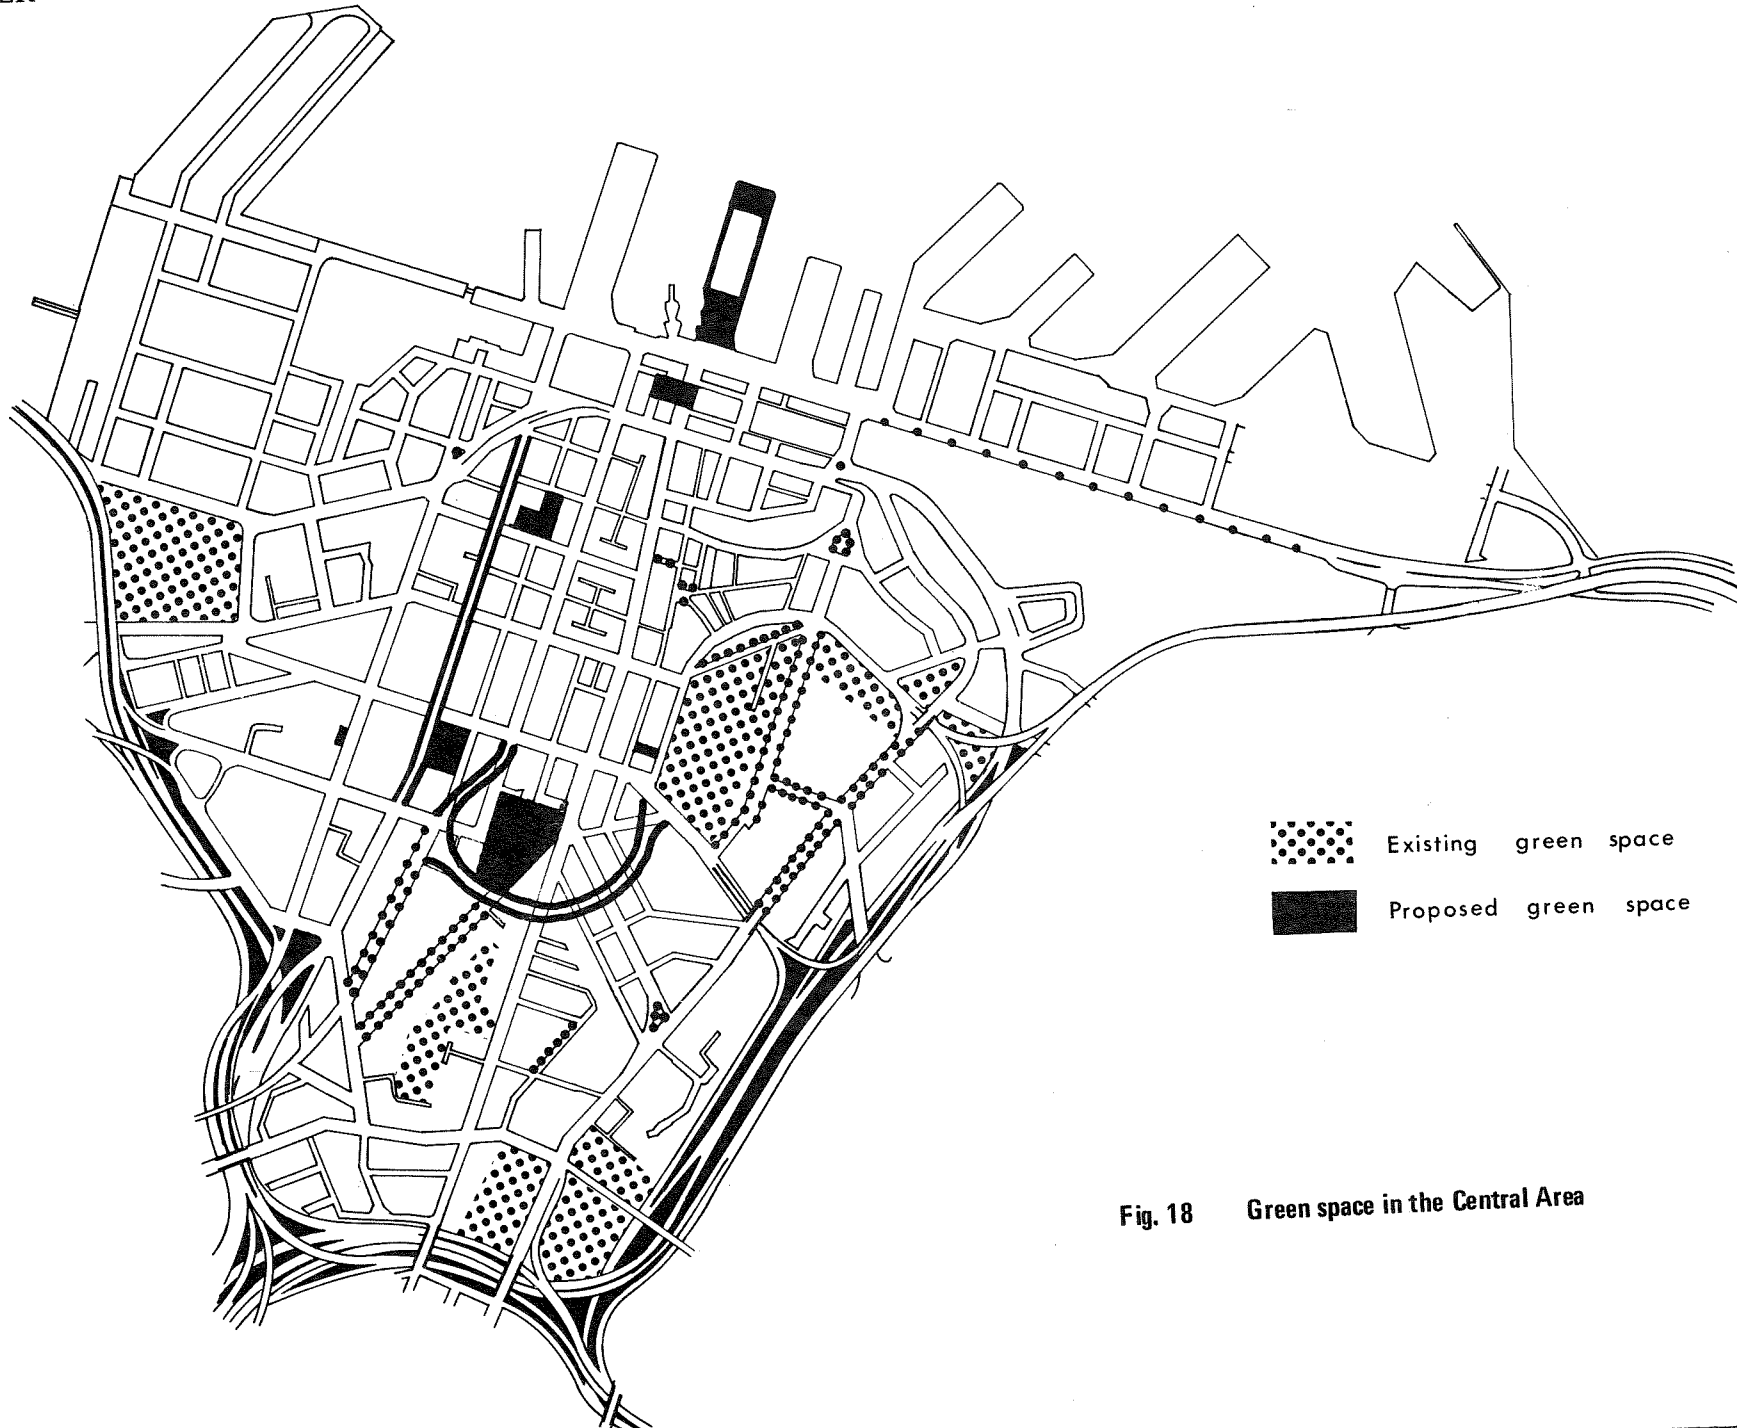 Existing green space
Proposed green space
Fig. 18 Green space in the Central Area